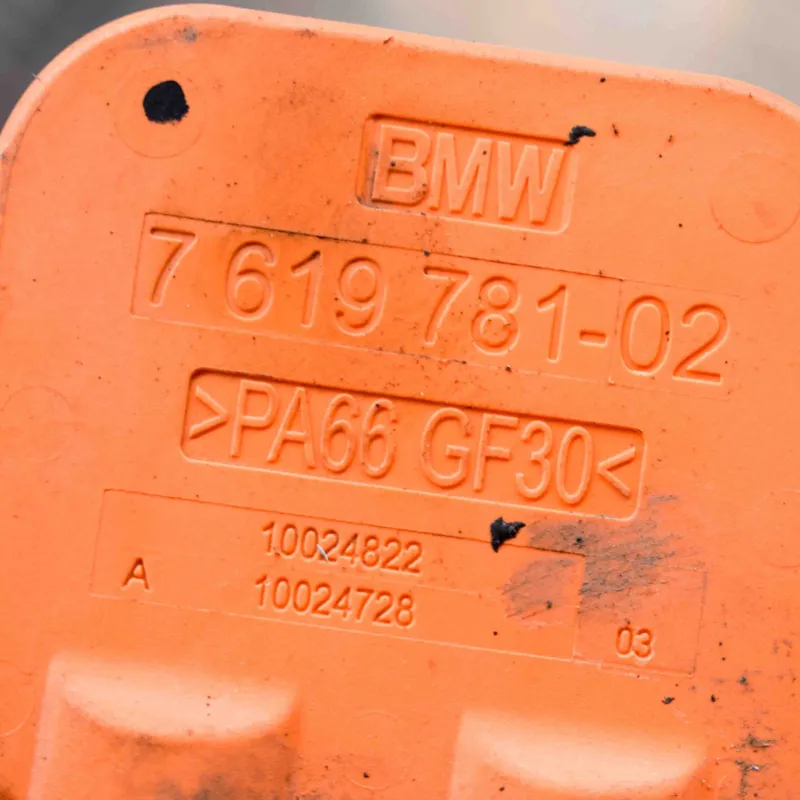 BMW
7 619 781-02
>PA66 GF30<
10024822
A 10024728
03